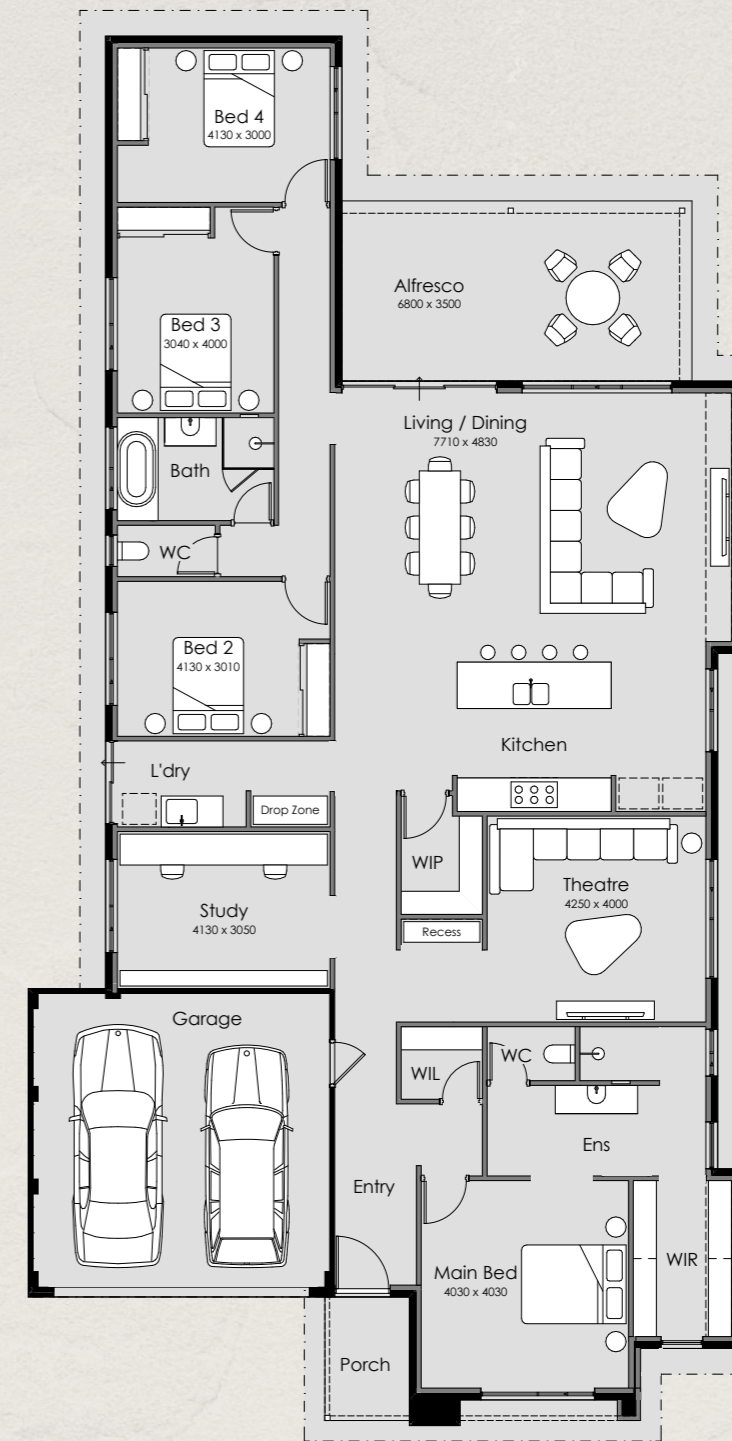 Bed 4
4130 x 3000
Alfresco
6800 x 3500
Bed 3
3040 x 4000
Living / Dining
7710 x 4830
Bath
WC
Bed 2
4130 x 3010
Kitchen
L'dry
Drop Zone
WIP
Theatre
4250 x 4000
Study
4130 x 3050
Recess
Garage
WC
WIL
Ens
Entry
WIR
Main Bed
4030 x 4030
Porch